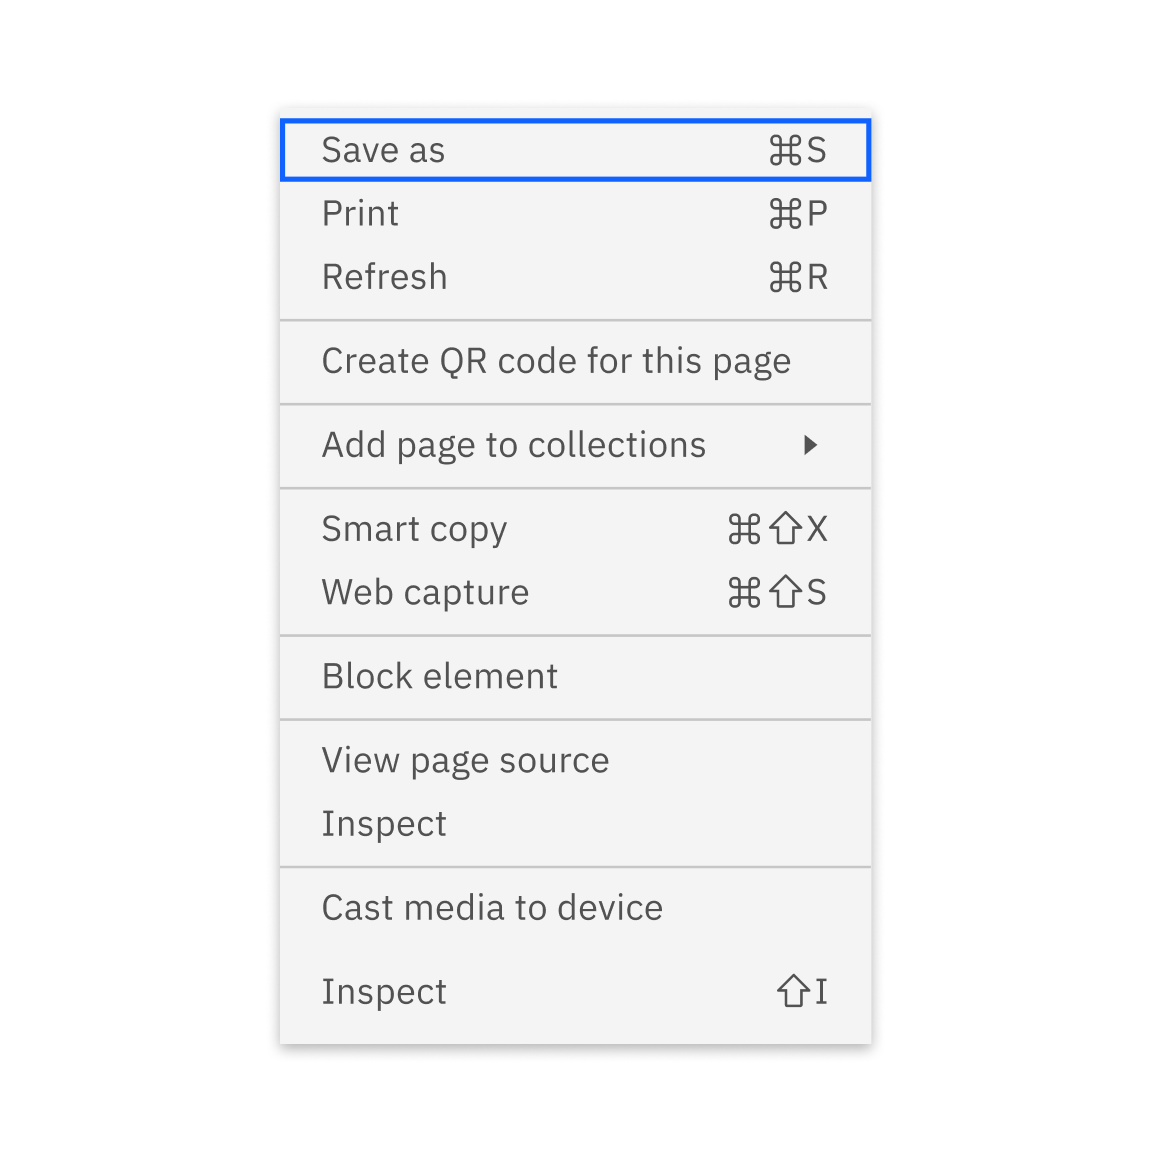 Save as ⌘S
Print ⌘P
Refresh ⌘R
Create QR code for this page
Add page to collections
Smart copy ⌘⇧X
Web capture ⌘⇧S
Block element
View page source
Inspect
Cast media to device
Inspect ⇧I